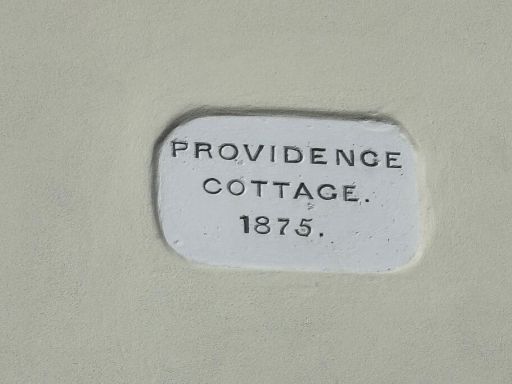 PROVIDENCE
COTTAGE.
1875.